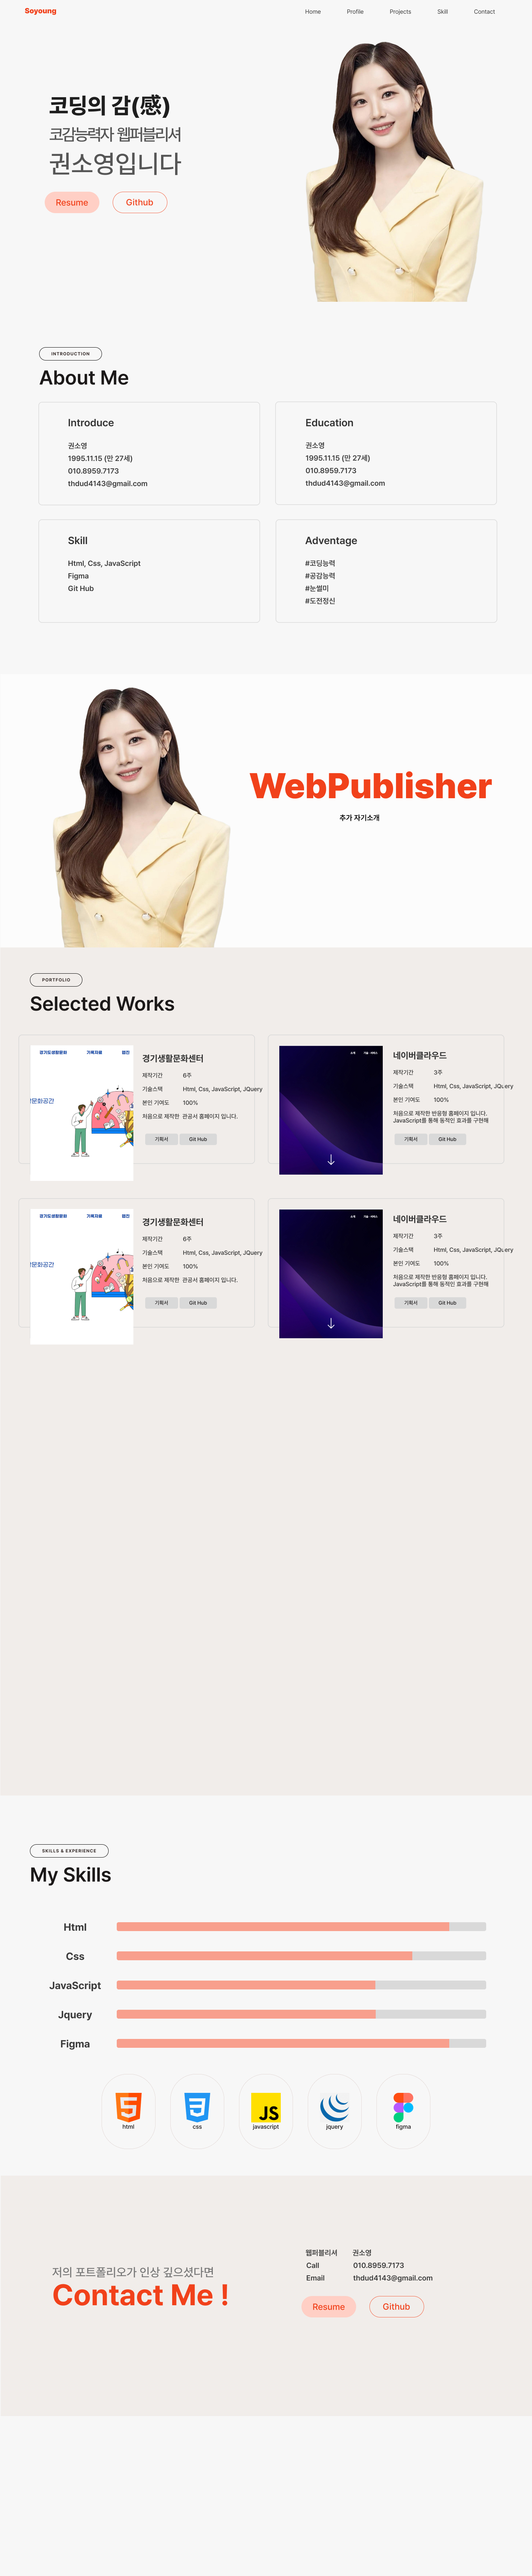 Soyoung
Home Profile Projects Skill Contact
코딩의 감(感)
코감능력자 웹퍼블리셔
권소영입니다
Resume Github
INTRODUCTION
About Me
Introduce
권소영
1995.11.15 (만 27세)
010.8959.7173
thdud4143@gmail.com
Education
권소영
1995.11.15 (만 27세)
010.8959.7173
thdud4143@gmail.com
Skill
Html, Css, JavaScript
Figma
Git Hub
Adventage
#코딩능력
#공감능력
#눈썰미
#도전정신
WebPublisher
추가 자기소개
PORTFOLIO
Selected Works
경기도생활문화 기록자료 웹진
문화공간
경기생활문화센터
제작기간 6주
기술스택 Html, Css, JavaScript, JQuery
본인 기여도 100%
처음으로 제작한 관공서 홈페이지 입니다.
기획서 Git Hub
소개 기술·서비스
네이버클라우드
제작기간 3주
기술스택 Html, Css, JavaScript, JQuery
본인 기여도 100%
처음으로 제작한 반응형 홈페이지 입니다.
JavaScript를 통해 동적인 효과를 구현해
기획서 Git Hub
경기도생활문화 기록자료 웹진
문화공간
경기생활문화센터
제작기간 6주
기술스택 Html, Css, JavaScript, JQuery
본인 기여도 100%
처음으로 제작한 관공서 홈페이지 입니다.
기획서 Git Hub
소개 기술·서비스
네이버클라우드
제작기간 3주
기술스택 Html, Css, JavaScript, JQuery
본인 기여도 100%
처음으로 제작한 반응형 홈페이지 입니다.
JavaScript를 통해 동적인 효과를 구현해
기획서 Git Hub
SKILLS & EXPERIENCE
My Skills
Html
Css
JavaScript
Jquery
Figma
JS
html css javascript jquery figma
저의 포트폴리오가 인상 깊으셨다면
Contact Me !
웹퍼블리셔 권소영
Call 010.8959.7173
Email thdud4143@gmail.com
Resume Github